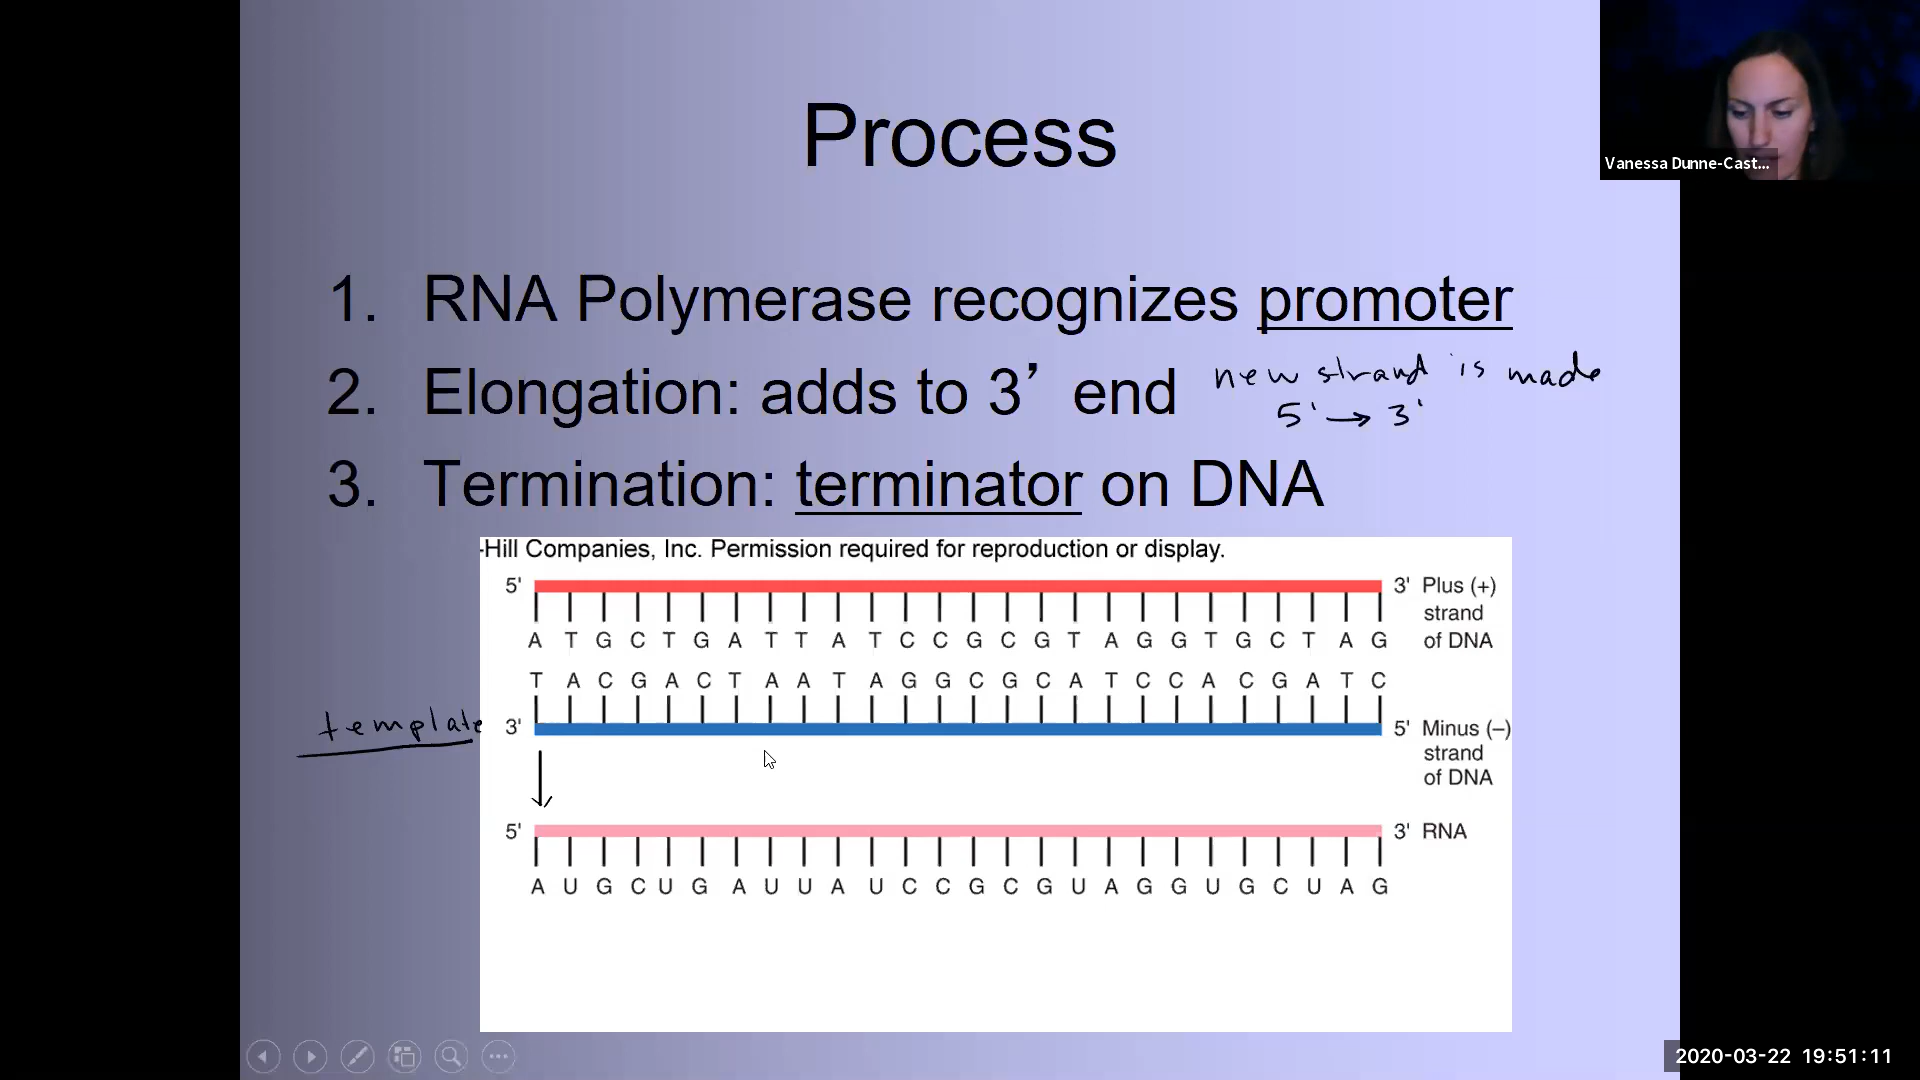 Process
Vanessa Dunne-Cast...
1. RNA Polymerase recognizes promoter
2. Elongation: adds to 3’ end
new strand is made
5' → 3'
3. Termination: terminator on DNA
-Hill Companies, Inc. Permission required for reproduction or display.
5' 3' Plus (+)
strand
of DNA
A T G C T G A T T A T C C G C G T A G G T G C T A G
T A C G A C T A A T A G G C G C A T C C A C G A T C
template
3' 5' Minus (–)
strand
of DNA
5' 3' RNA
A U G C U G A U U A U C C G C G U A G G U G C U A G
2020-03-22 19:51:11